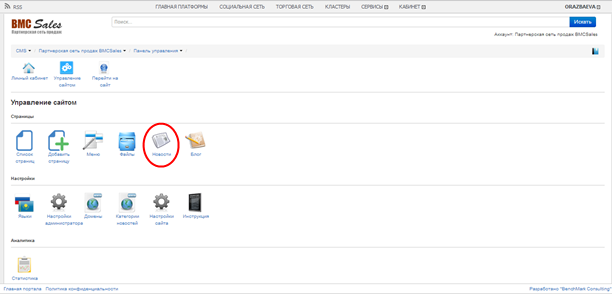 RSS ГЛАВНАЯ ПЛАТФОРМЫ СОЦИАЛЬНАЯ СЕТЬ ТОРГОВАЯ СЕТЬ КЛАСТЕРЫ СЕРВИСЫ КАБИНЕТ ORAZBAEVA
BMC Sales
Партнерская сеть продаж
Поиск... Искать
Аккаунт: Партнерская сеть продаж BMCSales
CMS Партнерская сеть продаж BMCSales Панель управления
Личный кабинет
Управление сайтом
Перейти на сайт
Управление сайтом
Страницы
Список страниц
Добавить страницу
Меню
Файлы
Новости
Блог
Настройки
Языки
Настройки администратора
Домены
Категории новостей
Настройки сайта
Инструкция
Аналитика
Статистика
Главная портала Политика конфиденциальности Разработано "BenchMark Consulting"